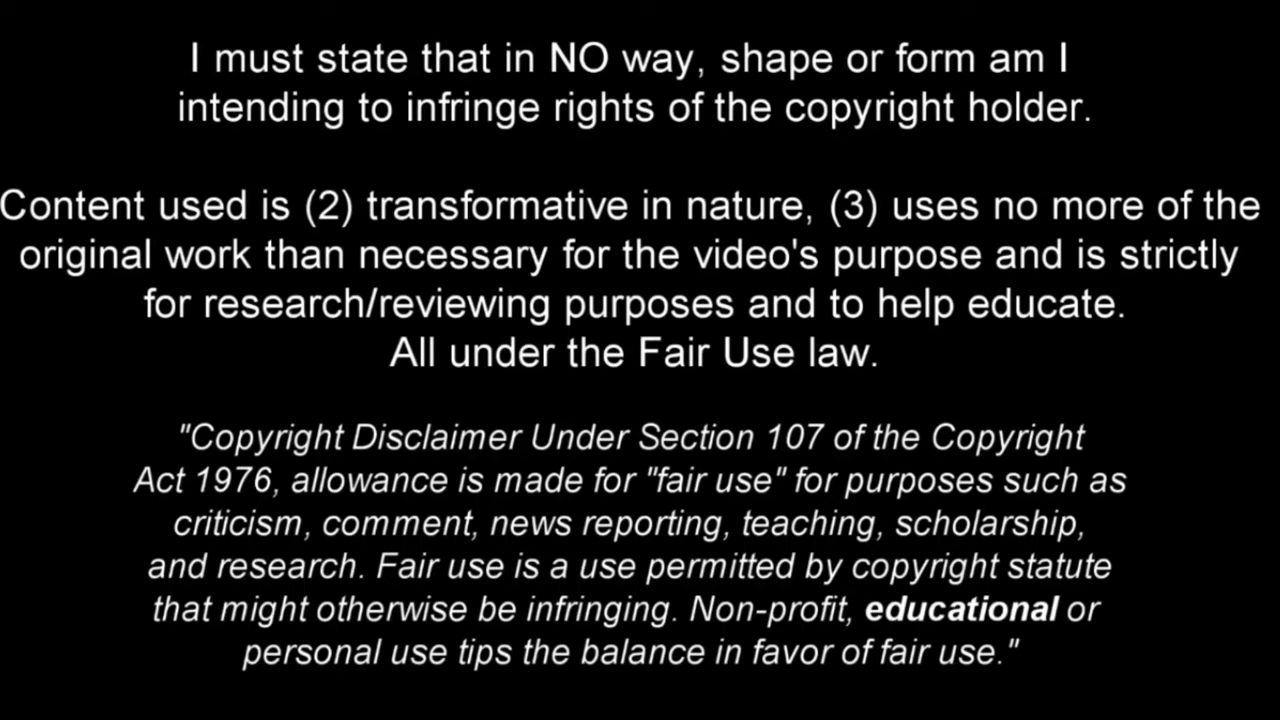 I must state that in NO way, shape or form am I
intending to infringe rights of the copyright holder.
Content used is (2) transformative in nature, (3) uses no more of the
original work than necessary for the video's purpose and is strictly
for research/reviewing purposes and to help educate.
All under the Fair Use law.
"Copyright Disclaimer Under Section 107 of the Copyright
Act 1976, allowance is made for "fair use" for purposes such as
criticism, comment, news reporting, teaching, scholarship,
and research. Fair use is a use permitted by copyright statute
that might otherwise be infringing. Non-profit, educational or
personal use tips the balance in favor of fair use."